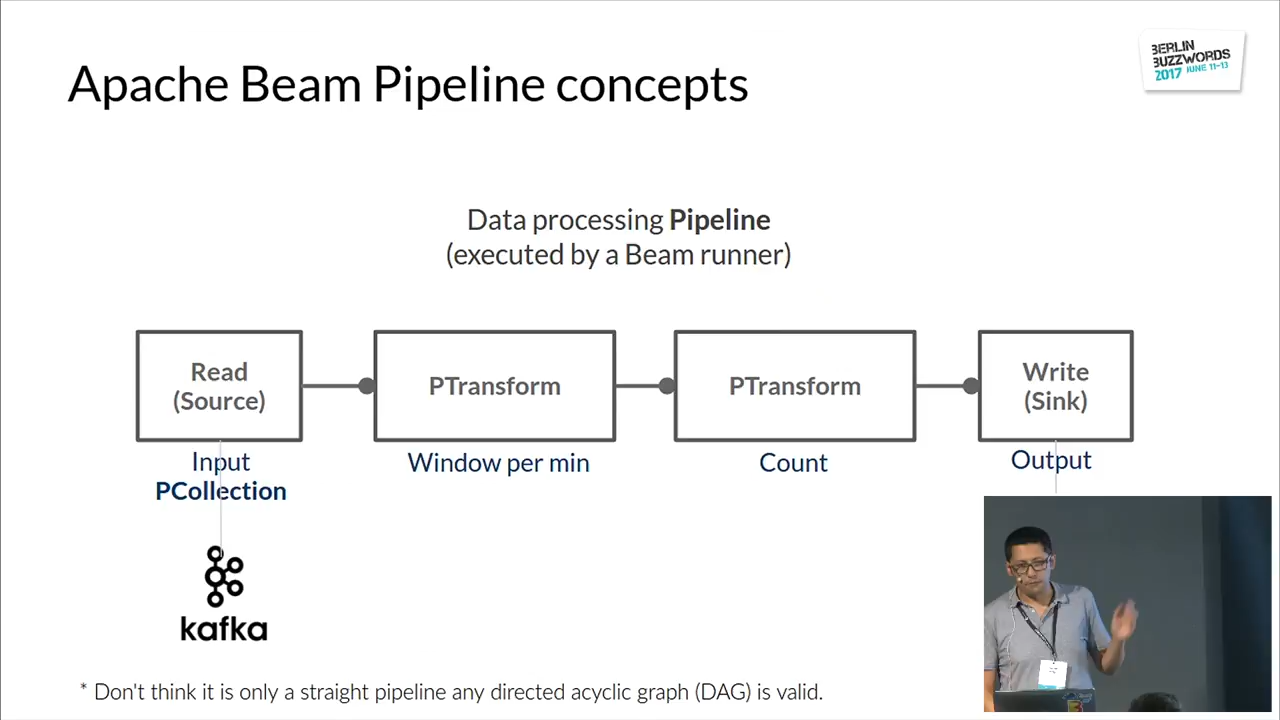 Apache Beam Pipeline concepts
BERLIN
BUZZWORDS
2017 JUNE 11-13
Data processing Pipeline
(executed by a Beam runner)
Read
(Source)
PTransform
PTransform
Write
(Sink)
Input
PCollection
Window per min
Count
Output
kafka
* Don't think it is only a straight pipeline any directed acyclic graph (DAG) is valid.